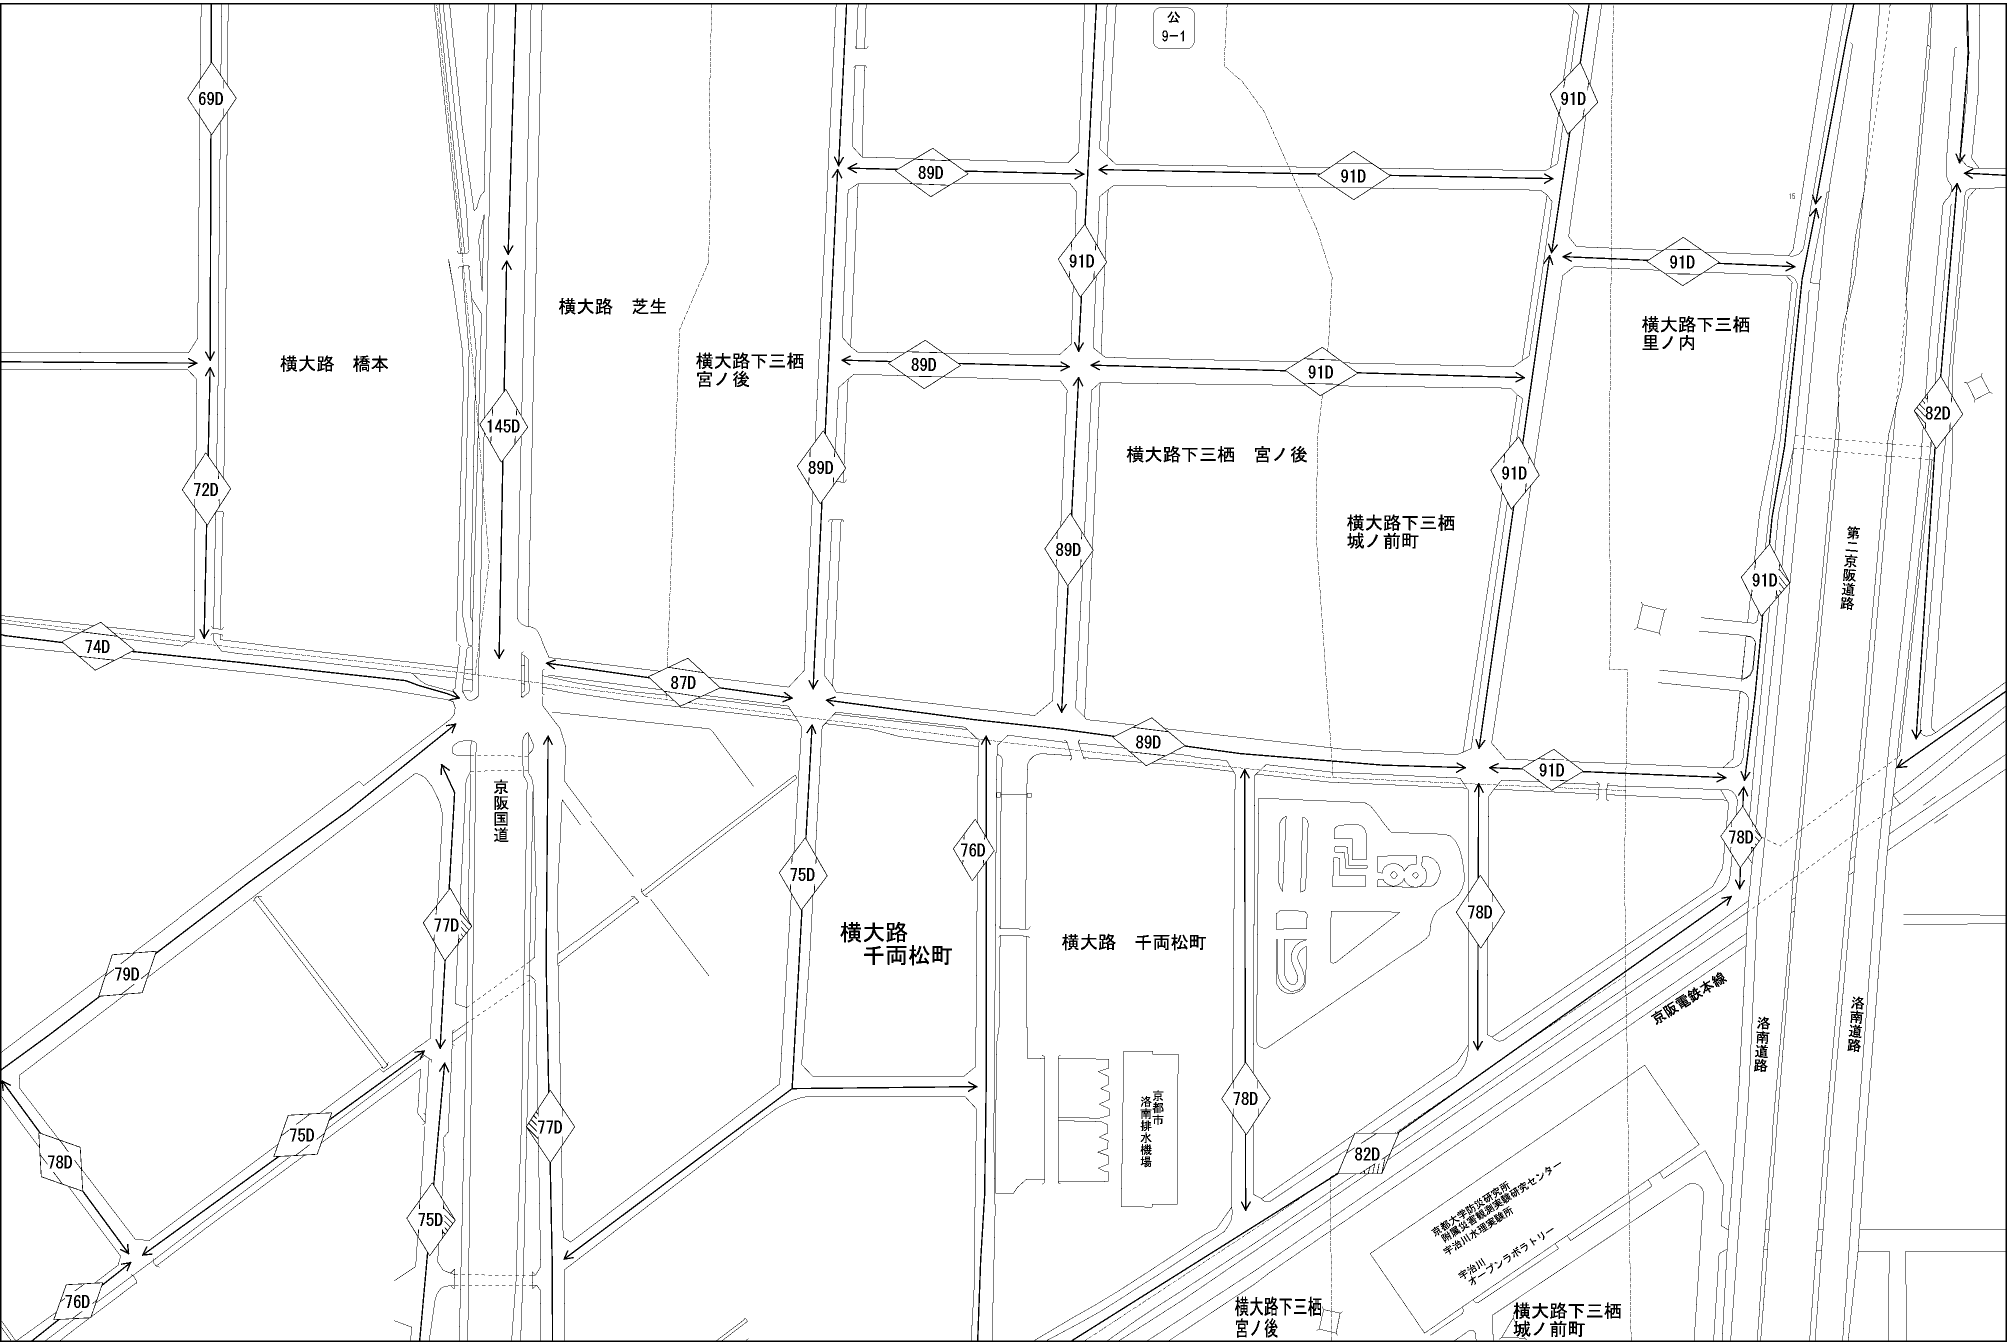 公
9-1
69D
91D
89D
91D
15
91D
91D
横大路 芝生
横大路下三栖
里ノ内
横大路 橋本
横大路下三栖
宮ノ後
89D
91D
82D
145D
横大路下三栖 宮ノ後
89D
91D
72D
横大路下三栖
城ノ前町
第二京阪道路
89D
91D
74D
87D
89D
91D
京阪国道
78D
76D
75D
78D
77D
横大路
千両松町
横大路 千両松町
79D
京阪電鉄本線
洛南道路
洛南道路
78D
京都市
洛南排水機場
77D
75D
78D
82D
75D
京都大学防災研究所
附属災害観測実験研究センター
宇治川水理実験所
宇治川
オープンラボラトリー
76D
横大路下三栖
宮ノ後
横大路下三栖
城ノ前町